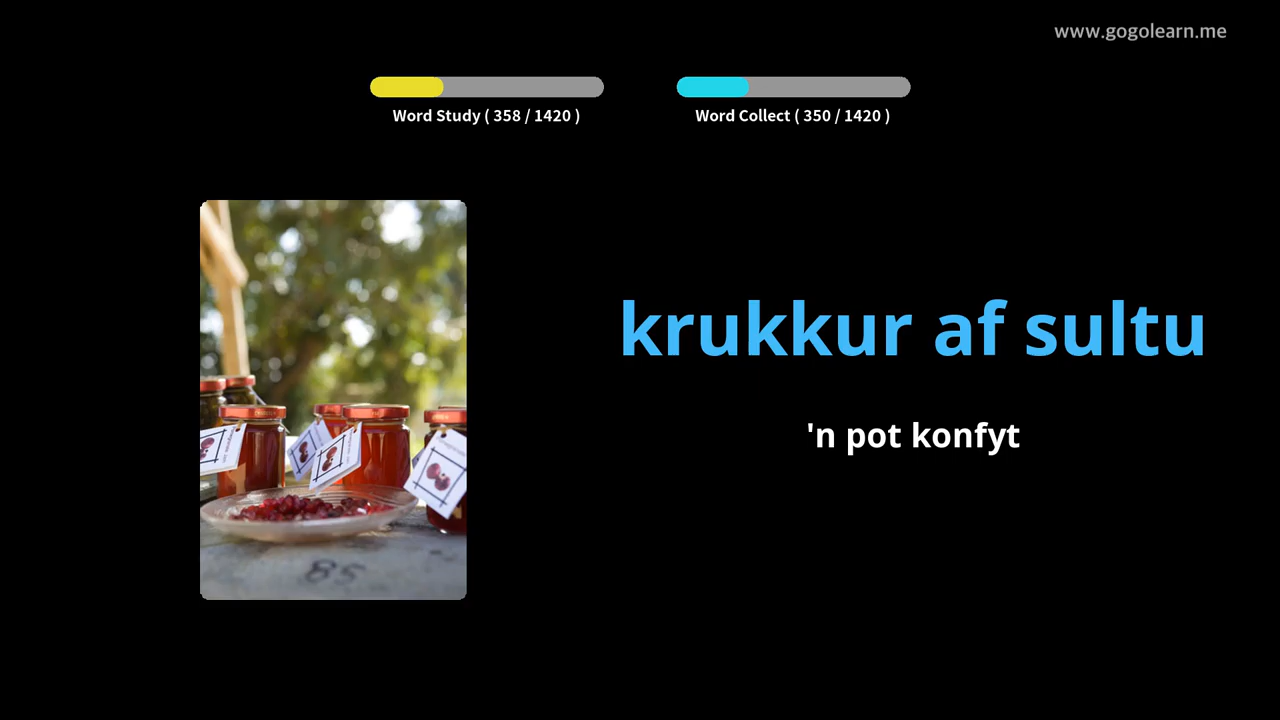 www.gogolearn.me
Word Study ( 358 / 1420 )
Word Collect ( 350 / 1420 )
krukkur af sultu
'n pot konfyt
85